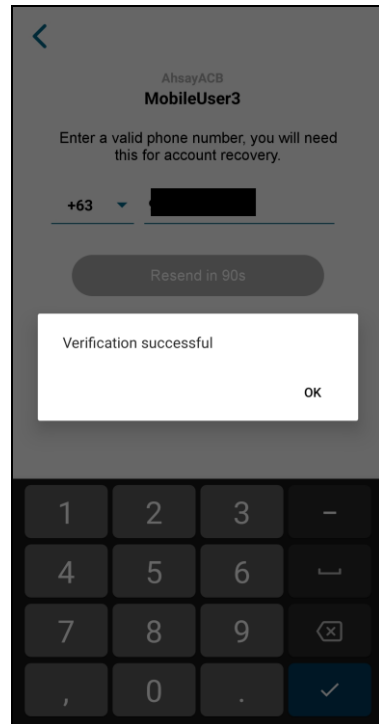 AhsayACB
MobileUser3
Enter a valid phone number, you will need
this for account recovery.
+63
Resend in 90s
Verification successful
OK
1 2 3 –
4 5 6
7 8 9
, 0 .